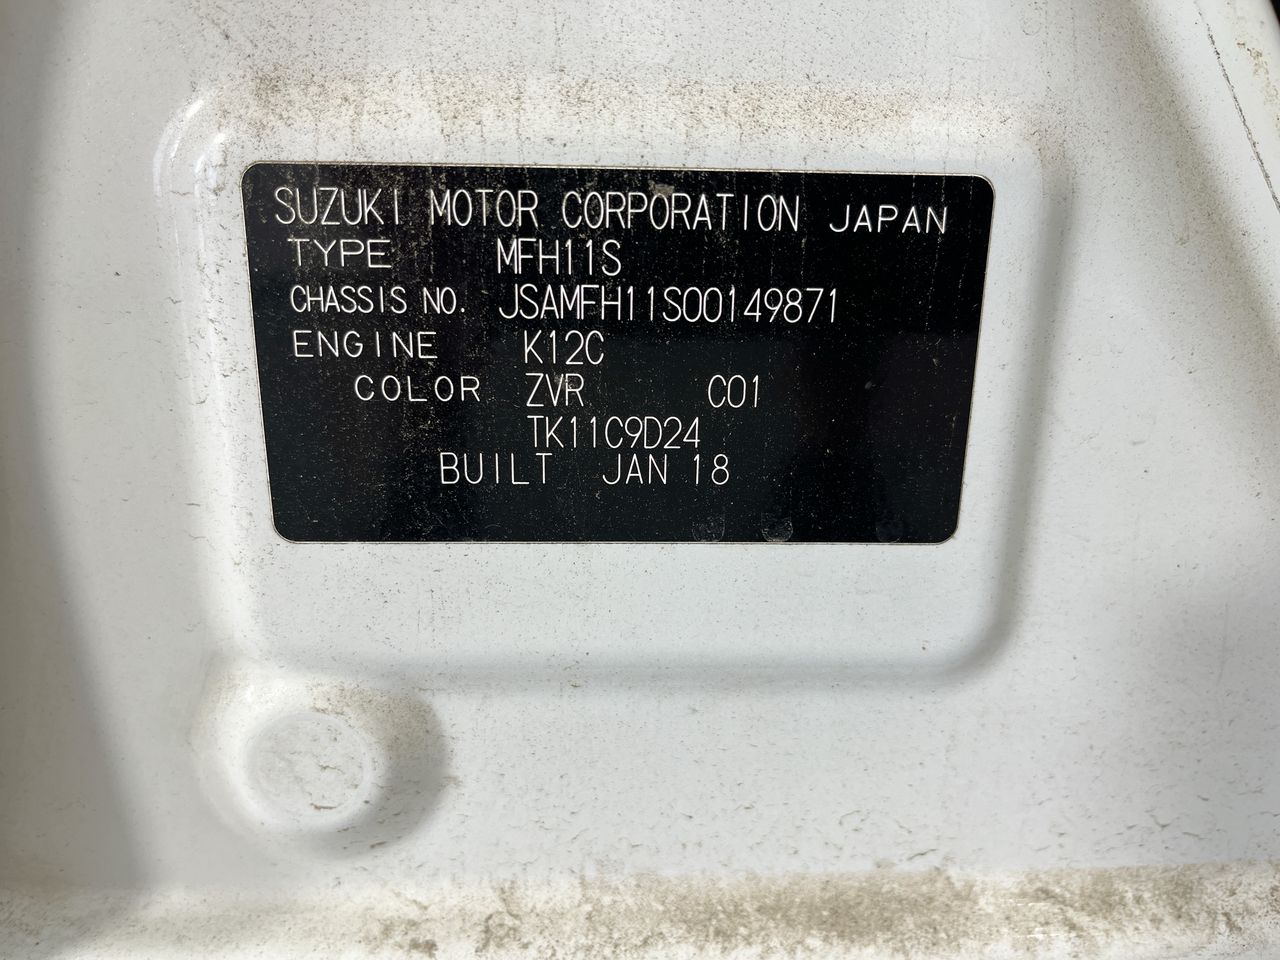 SUZUKI MOTOR CORPORATION JAPAN
TYPE MFH11S
CHASSIS NO. JSAMFH11S00149871
ENGINE K12C
COLOR ZVR C01
TK11C9D24
BUILT JAN 18